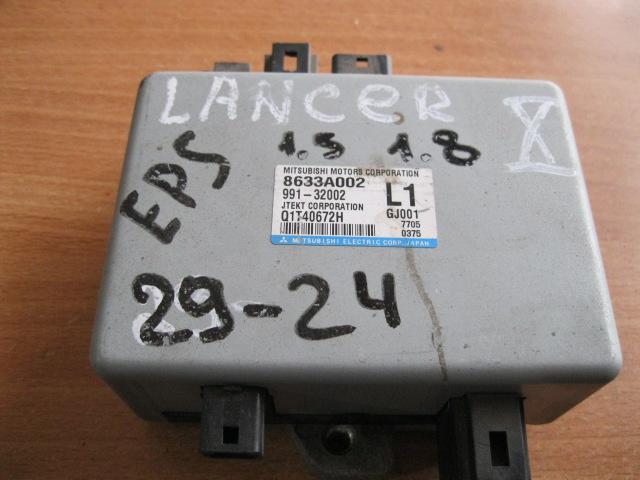 LANCER X
EPS
1.5 1.8
MITSUBISHI MOTORS CORPORATION
8633A002
991-32002
L1
JTEKT CORPORATION
GJ001
Q1T40672H
7705
0375
MITSUBISHI ELECTRIC CORP. JAPAN
29-24